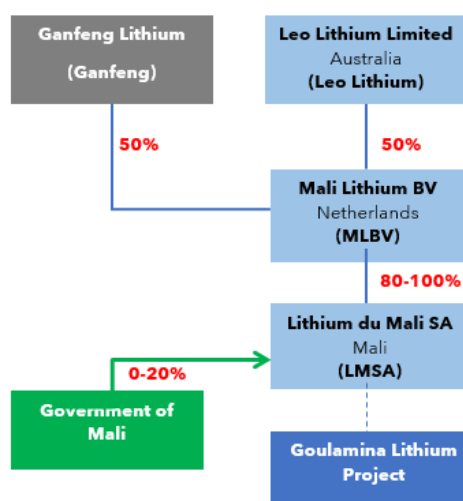 Ganfeng Lithium
(Ganfeng)
Leo Lithium Limited
Australia
(Leo Lithium)
50%
50%
Mali Lithium BV
Netherlands
(MLBV)
80-100%
Lithium du Mali SA
Mali
(LMSA)
0-20%
Government of
Mali
Goulamina Lithium
Project